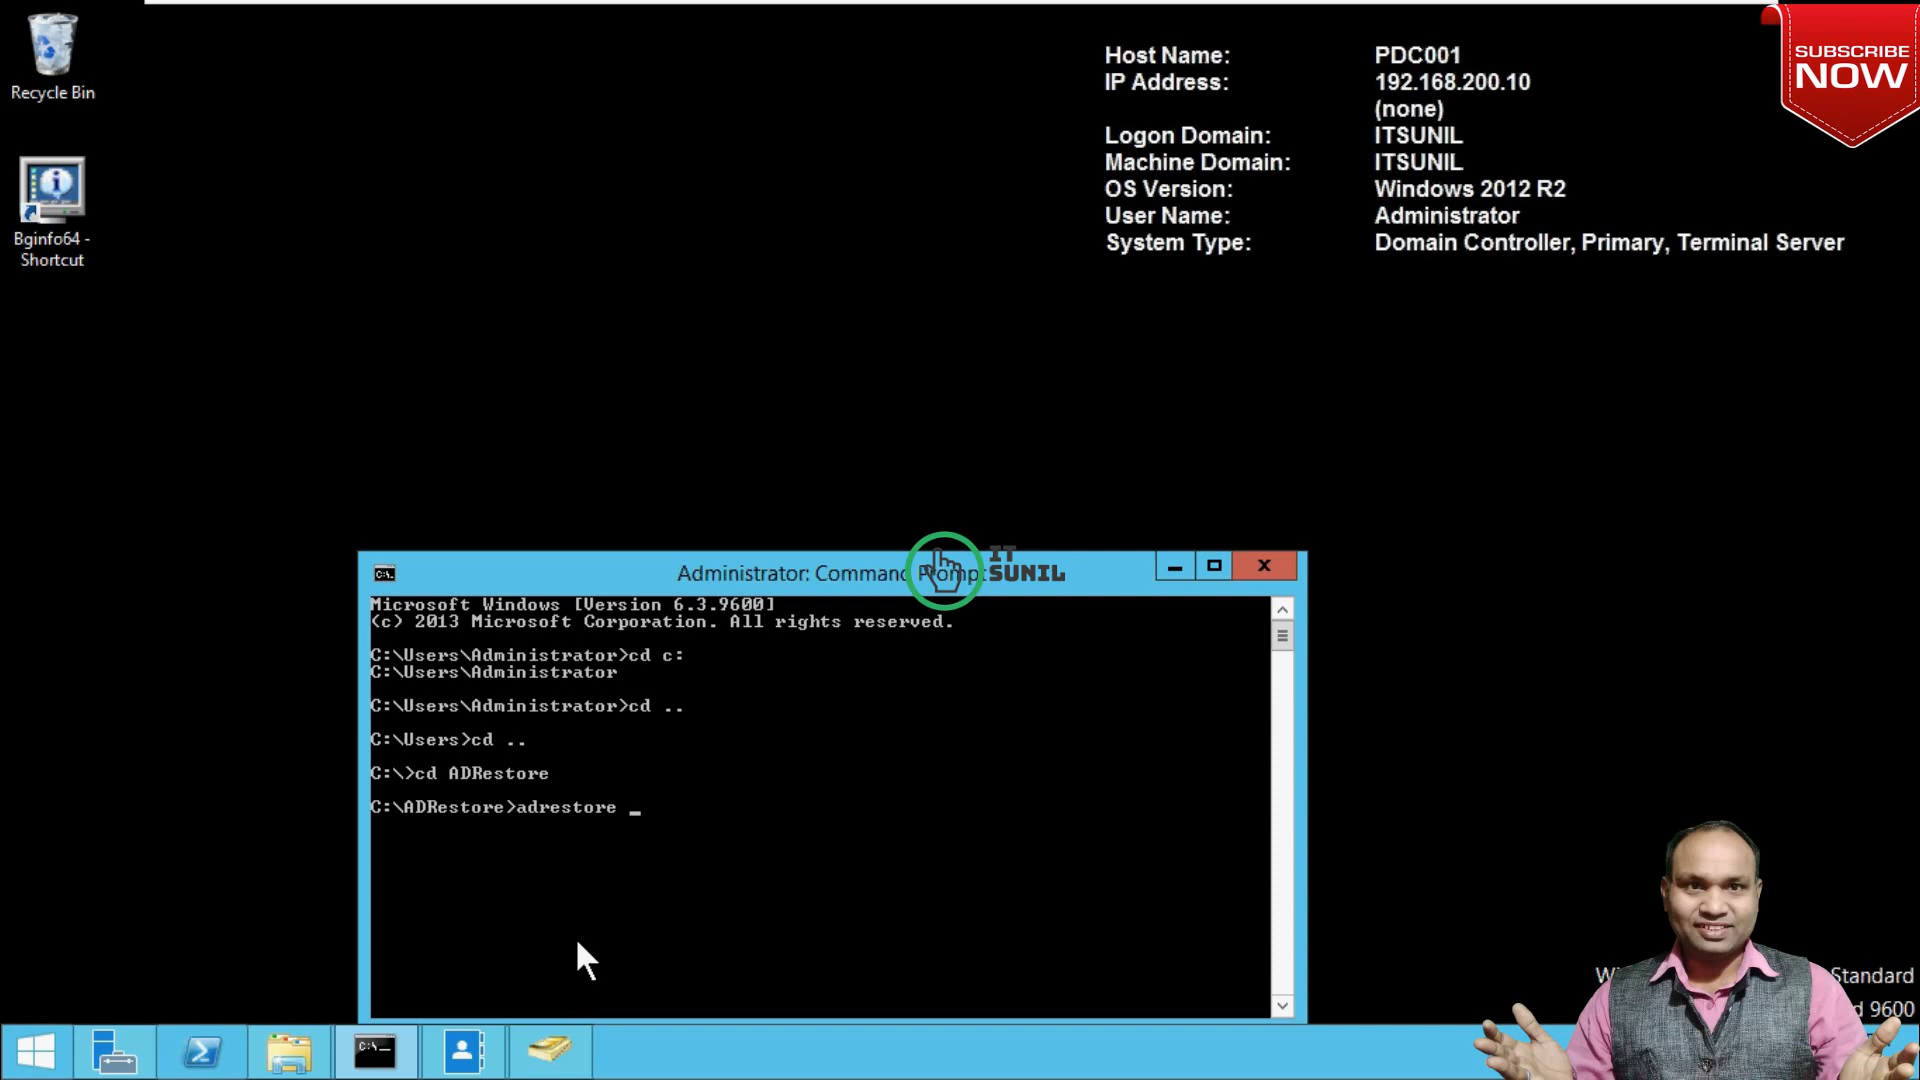 Recycle Bin
Bginfo64 -
Shortcut
Host Name: PDC001
IP Address: 192.168.200.10
(none)
Logon Domain: ITSUNIL
Machine Domain: ITSUNIL
OS Version: Windows 2012 R2
User Name: Administrator
System Type: Domain Controller, Primary, Terminal Server
SUBSCRIBE
NOW
Administrator: Command Prompt
IT
SUNIL
Microsoft Windows [Version 6.3.9600]
(c) 2013 Microsoft Corporation. All rights reserved.
C:\Users\Administrator>cd c:
C:\Users\Administrator
C:\Users\Administrator>cd ..
C:\Users>cd ..
C:\>cd ADRestore
C:\ADRestore>adrestore _
Standard
9600